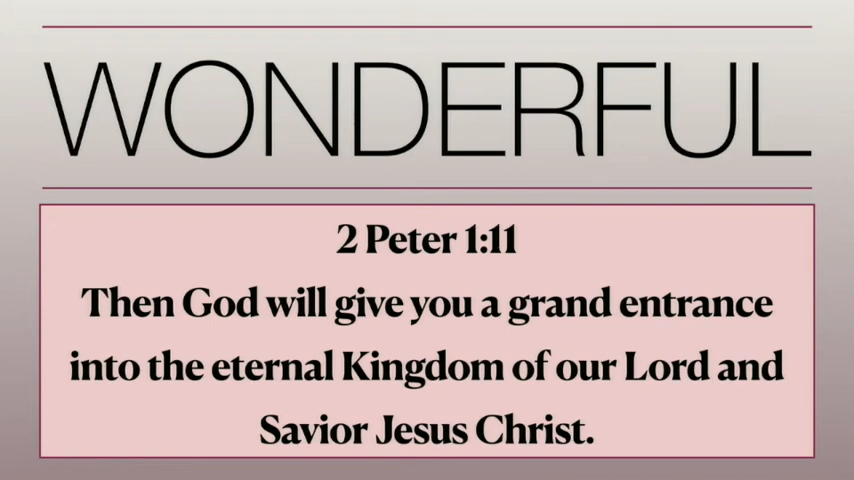 WONDERFUL
2 Peter 1:11
Then God will give you a grand entrance
into the eternal Kingdom of our Lord and
Savior Jesus Christ.